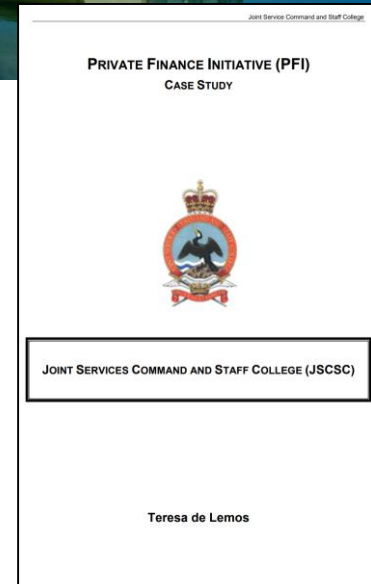 Joint Service Command and Staff College
PRIVATE FINANCE INITIATIVE (PFI)
CASE STUDY
JOINT SERVICES COMMAND AND STAFF COLLEGE (JSCSC)
Teresa de Lemos